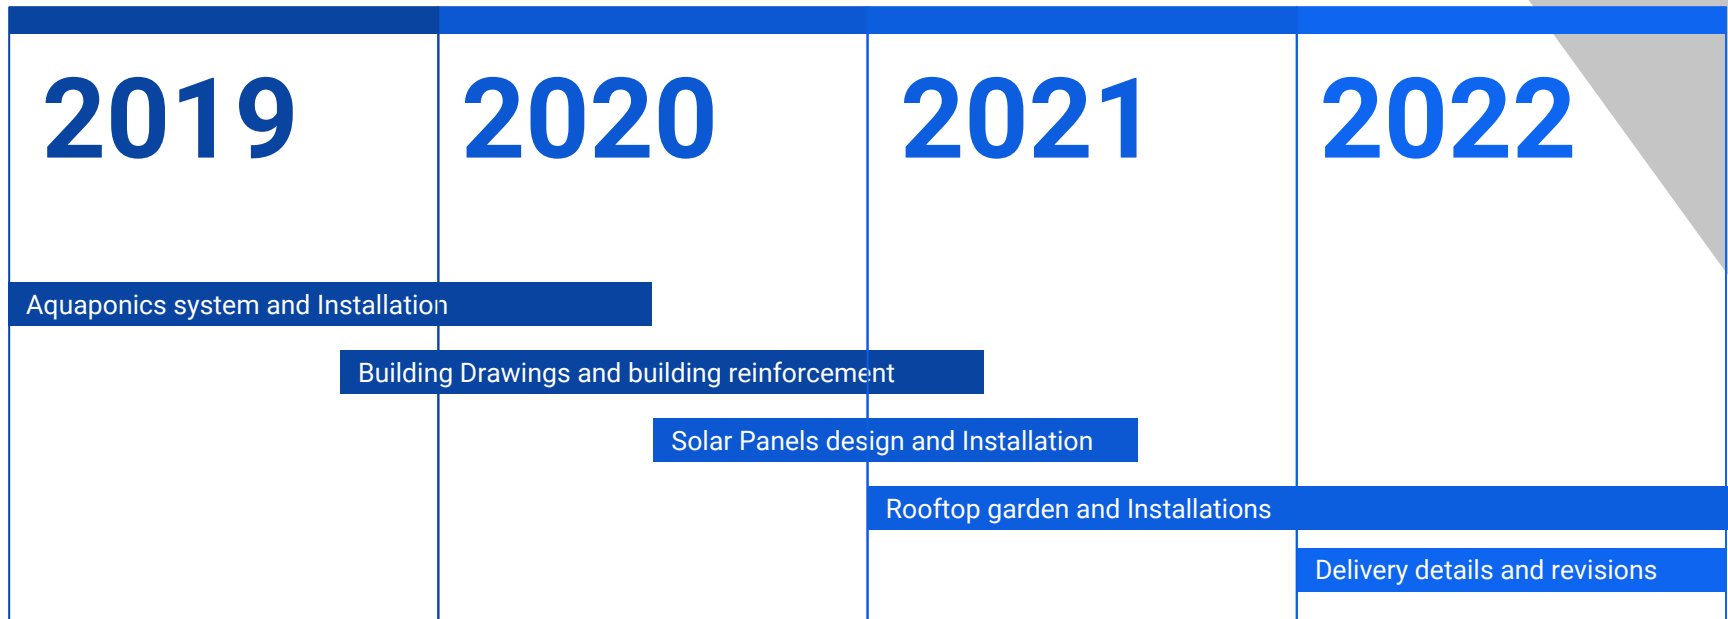 2019
2020
2021
2022
Aquaponics system and Installation
Building Drawings and building reinforcement
Solar Panels design and Installation
Rooftop garden and Installations
Delivery details and revisions